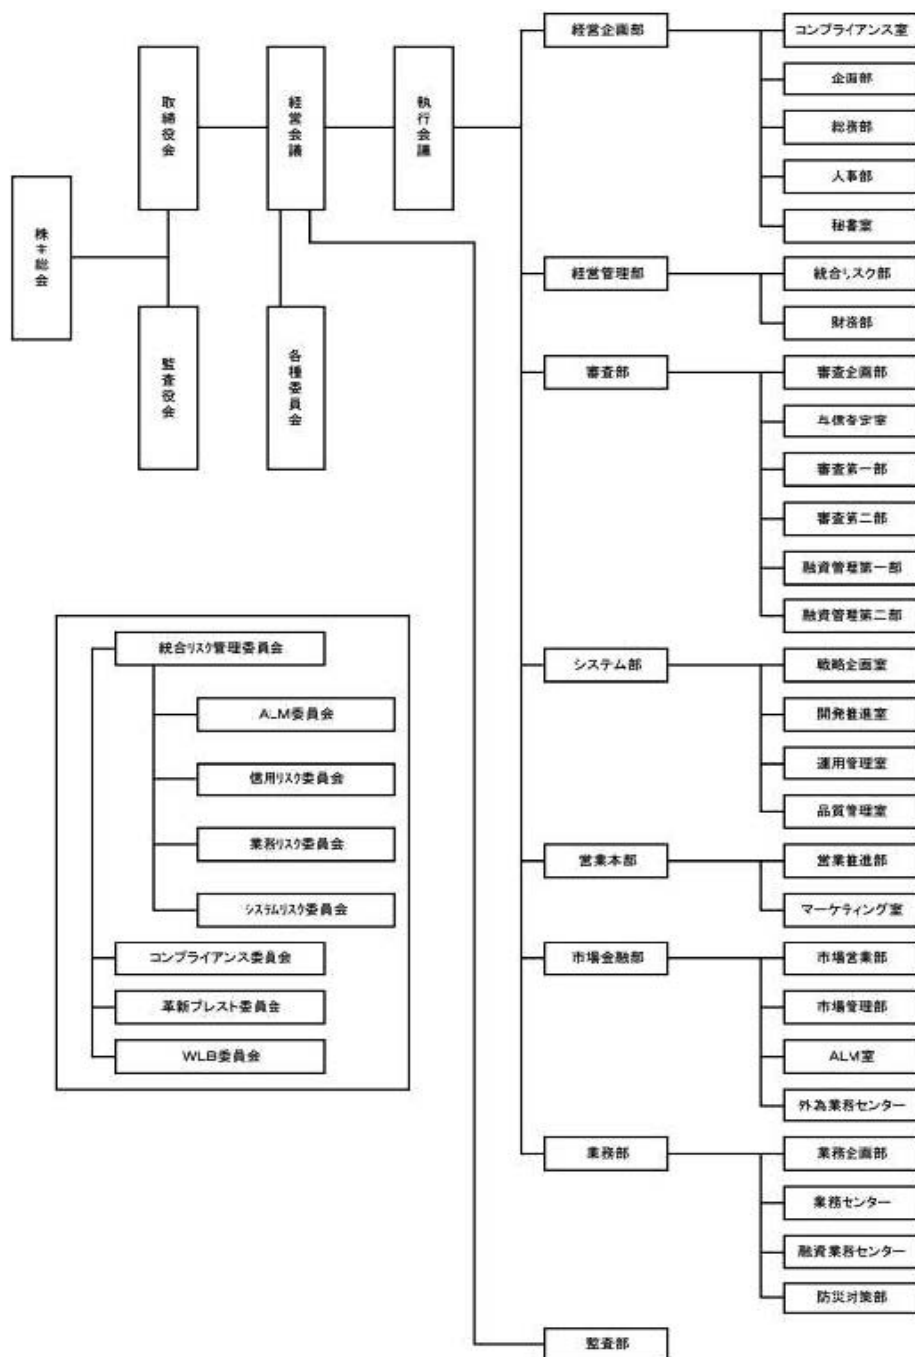 株主総会
取締役会
監査役会
経営会議
各種委員会
執行会議
経営企画部
コンプライアンス室
企画部
総務部
人事部
秘書室
経営管理部
統合リスク部
財務部
審査部
審査企画部
与信査定室
審査第一部
審査第二部
融資管理第一部
融資管理第二部
システム部
戦略企画室
開発推進室
運用管理室
品質管理室
営業本部
営業推進部
マーケティング室
市場金融部
市場営業部
市場管理部
ALM室
外為業務センター
業務部
業務企画部
業務センター
融資業務センター
防災対策部
監査部
統合リスク管理委員会
ALM委員会
信用リスク委員会
業務リスク委員会
システムリスク委員会
コンプライアンス委員会
革新プレスト委員会
WLB委員会